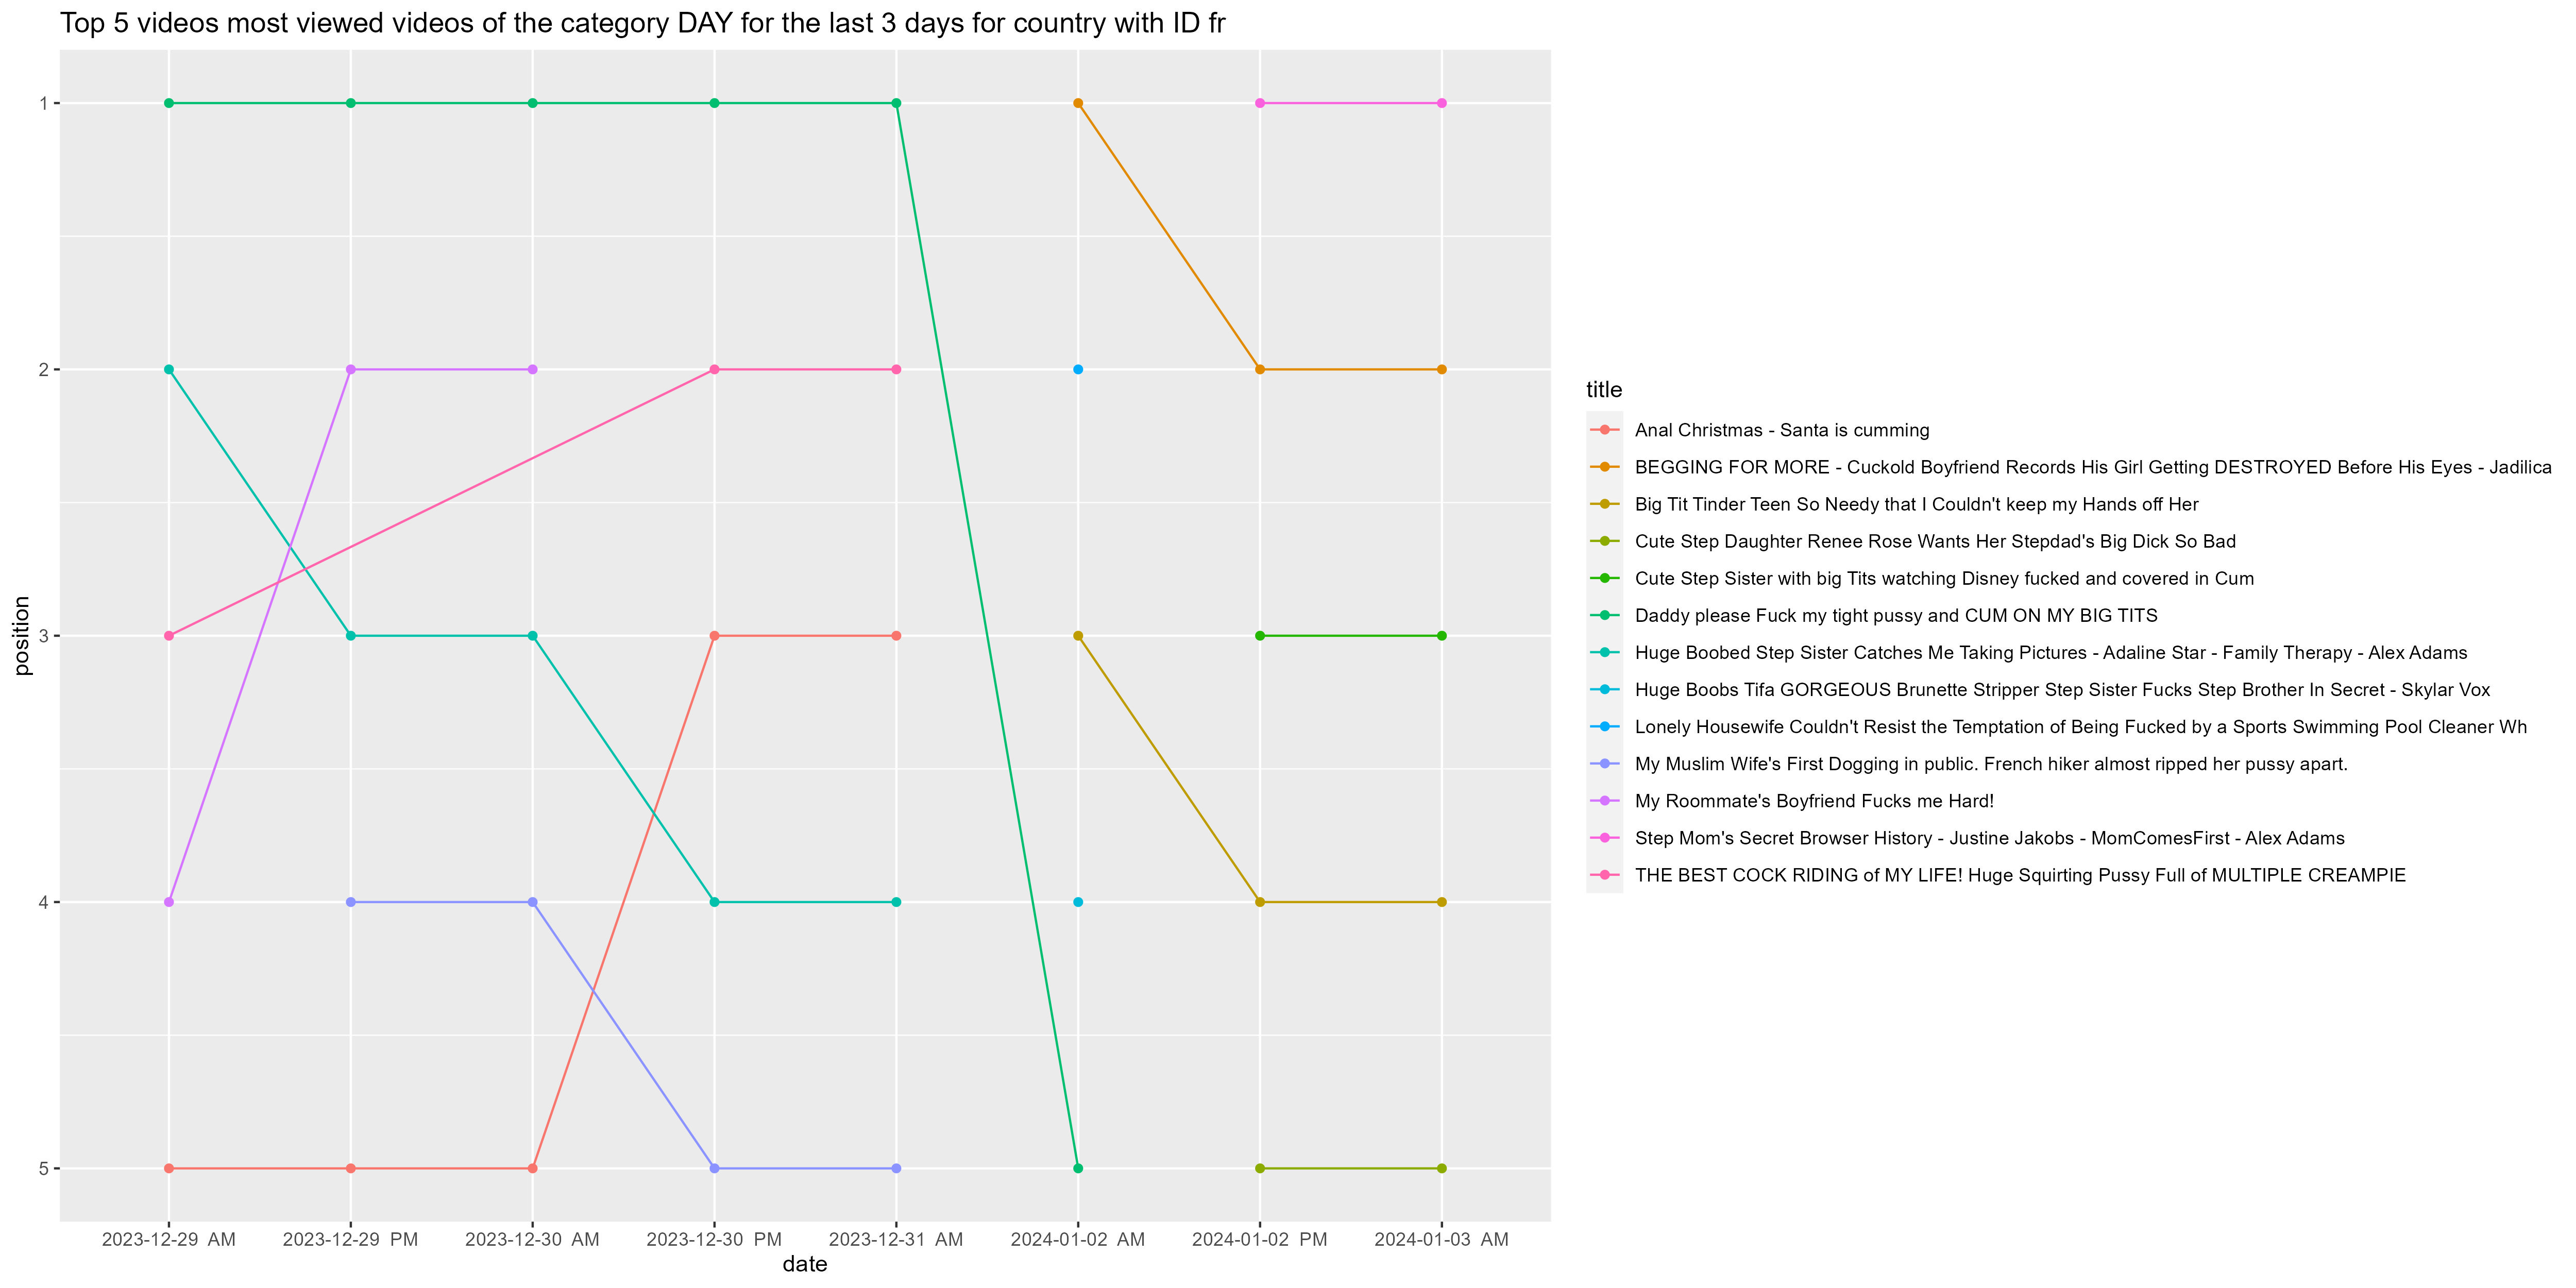 Top 5 videos most viewed videos of the category DAY for the last 3 days for country with ID fr
position
1
2
3
4
5
2023-12-29 AM
2023-12-29 PM
2023-12-30 AM
2023-12-30 PM
2023-12-31 AM
2024-01-02 AM
2024-01-02 PM
2024-01-03 AM
date
title
Anal Christmas - Santa is cumming
BEGGING FOR MORE - Cuckold Boyfriend Records His Girl Getting DESTROYED Before His Eyes - Jadilica
Big Tit Tinder Teen So Needy that I Couldn't keep my Hands off Her
Cute Step Daughter Renee Rose Wants Her Stepdad's Big Dick So Bad
Cute Step Sister with big Tits watching Disney fucked and covered in Cum
Daddy please Fuck my tight pussy and CUM ON MY BIG TITS
Huge Boobed Step Sister Catches Me Taking Pictures - Adaline Star - Family Therapy - Alex Adams
Huge Boobs Tifa GORGEOUS Brunette Stripper Step Sister Fucks Step Brother In Secret - Skylar Vox
Lonely Housewife Couldn't Resist the Temptation of Being Fucked by a Sports Swimming Pool Cleaner Wh
My Muslim Wife's First Dogging in public. French hiker almost ripped her pussy apart.
My Roommate's Boyfriend Fucks me Hard!
Step Mom's Secret Browser History - Justine Jakobs - MomComesFirst - Alex Adams
THE BEST COCK RIDING of MY LIFE! Huge Squirting Pussy Full of MULTIPLE CREAMPIE